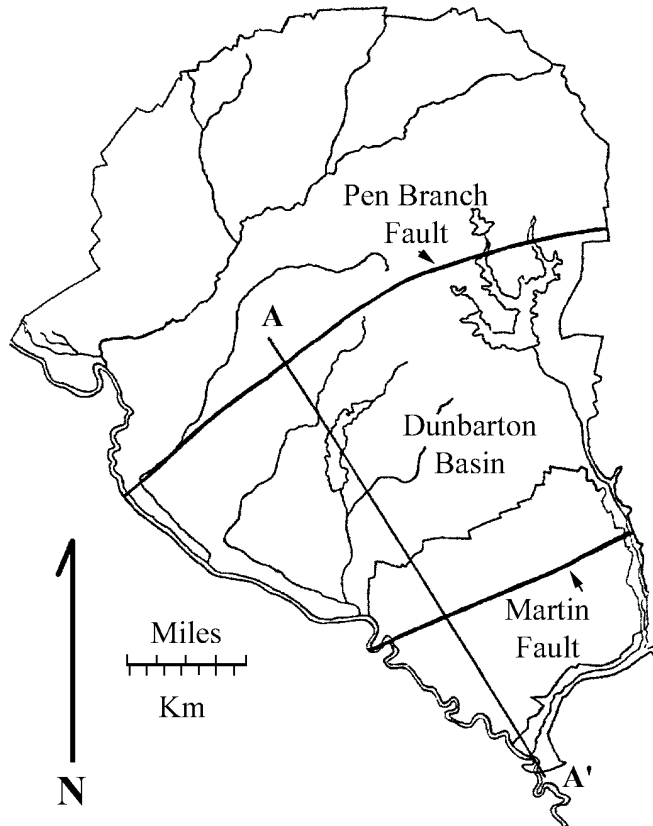 Pen Branch
Fault
A
Dunbarton
Basin
Martin
Fault
Miles
Km
N
A'